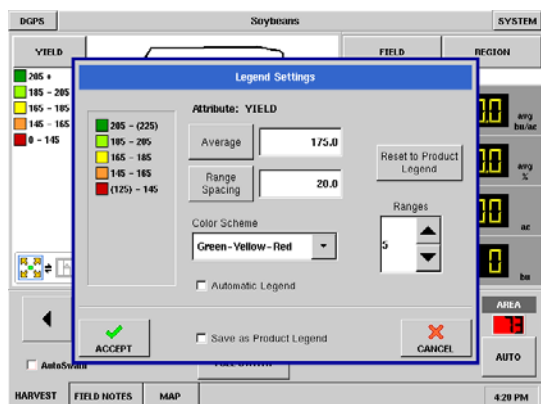 DGPS
Soybeans
SYSTEM
YIELD
FIELD
REGION
Legend Settings
205 +
185 - 205
165 - 185
145 - 165
0 - 145
205 - (225)
185 - 205
165 - 185
145 - 165
(125) - 145
Attribute: YIELD
Average
175.0
Range
Spacing
20.0
Color Scheme
Green-Yellow-Red
Automatic Legend
Save as Product Legend
Reset to Product
Legend
Ranges
5
avg
bu/ac
avg
%
ac
bu
ACCEPT
CANCEL
AREA
AUTO
HARVEST
FIELD NOTES
MAP
4:20 PM